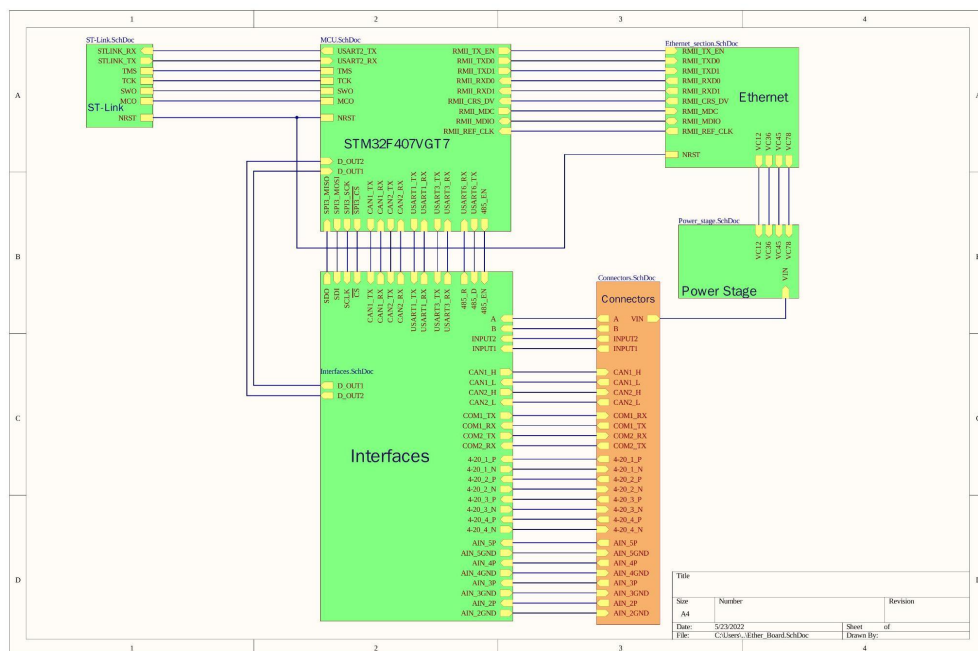 1 2 3 4
A
B
C
D
ST-Link.SchDoc
STLINK_RX
STLINK_TX
TMS
TCK
SWO
MCO
ST-Link
NRST
MCU.SchDoc
USART2_TX
USART2_RX
TMS
TCK
SWO
MCO
NRST
RMII_TX_EN
RMII_TXD0
RMII_TXD1
RMII_RXD0
RMII_RXD1
RMII_CRS_DV
RMII_MDC
RMII_MDIO
RMII_REF_CLK
STM32F407VGT7
D_OUT2
D_OUT1
SPI3_MISO
SPI3_MOSI
SPI3_SCK
SPI3_CS
CAN1_TX
CAN1_RX
CAN2_TX
CAN2_RX
USART1_TX
USART1_RX
USART3_TX
USART3_RX
USART6_RX
USART6_TX
485_EN
Ethernet_section.SchDoc
RMII_TX_EN
RMII_TXD0
RMII_TXD1
RMII_RXD0
RMII_RXD1
RMII_CRS_DV
RMII_MDC
RMII_MDIO
RMII_REF_CLK
NRST
Ethernet
VC12
VC36
VC45
VC78
Power_stage.SchDoc
VC12
VC36
VC45
VC78
VIN
Power Stage
SDO
SDI
SCLK
CS
CAN1_TX
CAN1_RX
CAN2_TX
CAN2_RX
USART1_TX
USART1_RX
USART3_TX
USART3_RX
485_R
485_D
485_EN
Interfaces.SchDoc
D_OUT1
D_OUT2
Interfaces
A
B
INPUT2
INPUT1
CAN1_H
CAN1_L
CAN2_H
CAN2_L
COM1_TX
COM1_RX
COM2_TX
COM2_RX
4-20_1_P
4-20_1_N
4-20_2_P
4-20_2_N
4-20_3_P
4-20_3_N
4-20_4_P
4-20_4_N
AIN_5P
AIN_5GND
AIN_4P
AIN_4GND
AIN_3P
AIN_3GND
AIN_2P
AIN_2GND
Connectors.SchDoc
Connectors
A VIN
B
INPUT2
INPUT1
CAN1_H
CAN1_L
CAN2_H
CAN2_L
COM1_RX
COM1_TX
COM2_RX
COM2_TX
4-20_1_P
4-20_1_N
4-20_2_P
4-20_2_N
4-20_3_P
4-20_3_N
4-20_4_P
4-20_4_N
AIN_5P
AIN_5GND
AIN_4P
AIN_4GND
AIN_3P
AIN_3GND
AIN_2P
AIN_2GND
Title
Size Number Revision
A4
Date: 5/23/2022 Sheet of
File: C:\Users\..\Ether_Board.SchDoc Drawn By:
1 2 3 4